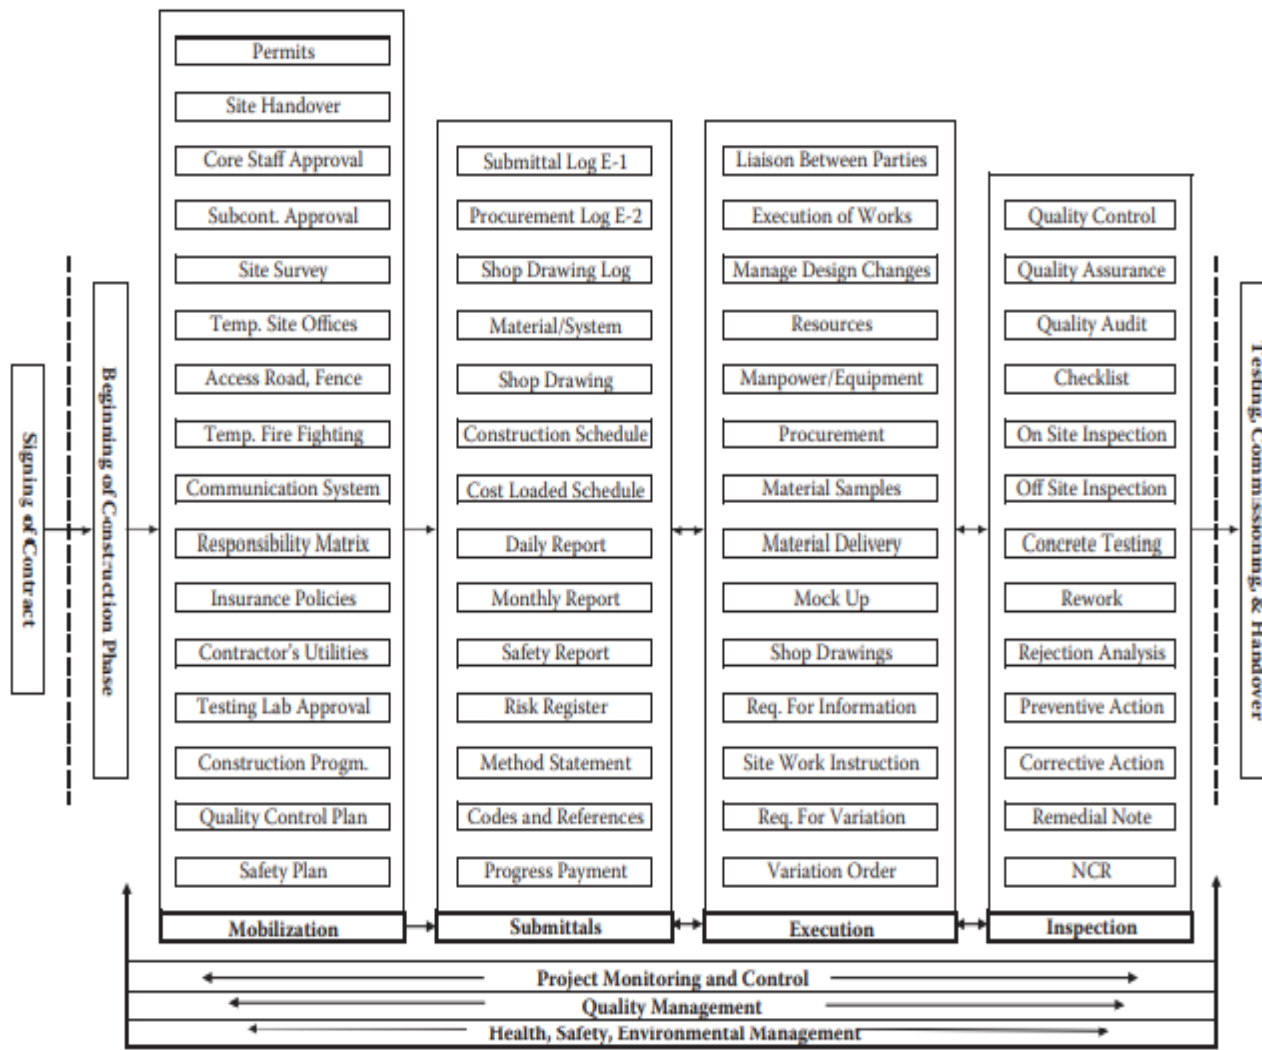 Signing of Contract
Beginning of Construction Phase
Permits
Site Handover
Core Staff Approval
Subcont. Approval
Site Survey
Temp. Site Offices
Access Road, Fence
Temp. Fire Fighting
Communication System
Responsibility Matrix
Insurance Policies
Contractor's Utilities
Testing Lab Approval
Construction Progm.
Quality Control Plan
Safety Plan
Mobilization
Submittal Log E-1
Procurement Log E-2
Shop Drawing Log
Material/System
Shop Drawing
Construction Schedule
Cost Loaded Schedule
Daily Report
Monthly Report
Safety Report
Risk Register
Method Statement
Codes and References
Progress Payment
Submittals
Liaison Between Parties
Execution of Works
Manage Design Changes
Resources
Manpower/Equipment
Procurement
Material Samples
Material Delivery
Mock Up
Shop Drawings
Req. For Information
Site Work Instruction
Req. For Variation
Variation Order
Execution
Quality Control
Quality Assurance
Quality Audit
Checklist
On Site Inspection
Off Site Inspection
Concrete Testing
Rework
Rejection Analysis
Preventive Action
Corrective Action
Remedial Note
NCR
Inspection
Testing, Commissioning, & Handover
Project Monitoring and Control
Quality Management
Health, Safety, Environmental Management